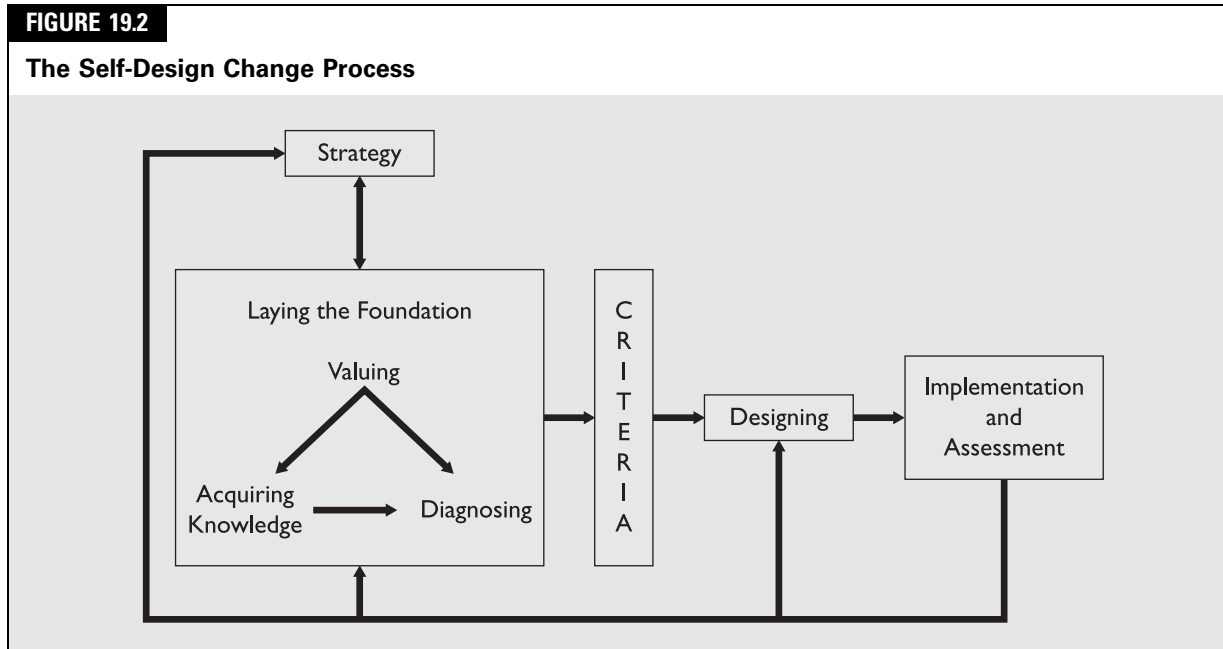 FIGURE 19.2
The Self-Design Change Process
Strategy
Laying the Foundation
Valuing
Acquiring
Knowledge
Diagnosing
C
R
I
T
E
R
I
A
Designing
Implementation
and
Assessment